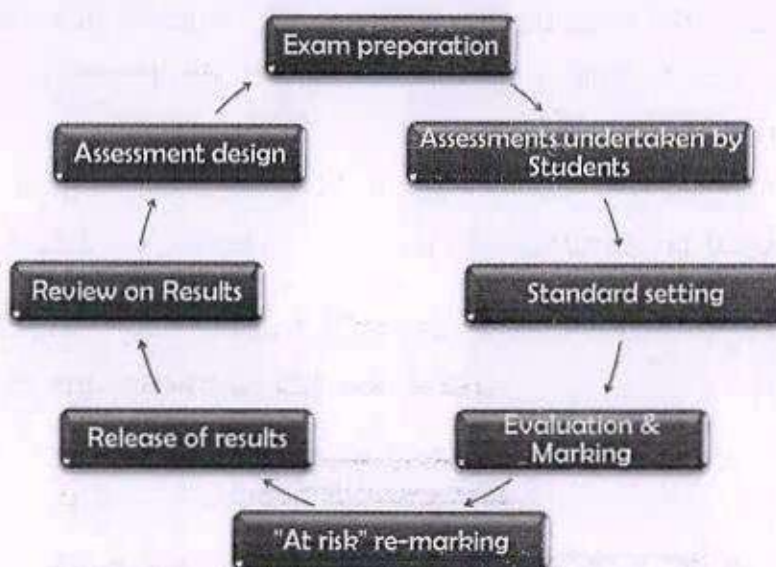 Exam preparation
Assessments undertaken by
Students
Standard setting
Evaluation &
Marking
"At risk" re-marking
Release of results
Review on Results
Assessment design